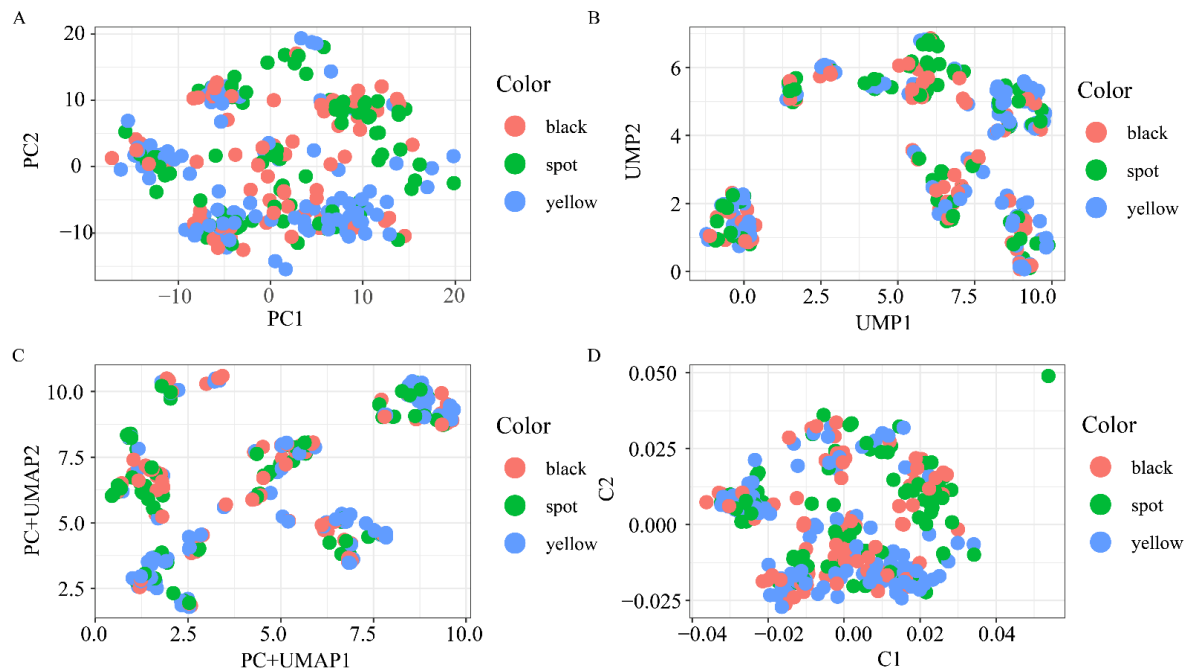 A
PC2
20
10
0
−10
−10
0
10
20
PC1
Color
black
spot
yellow
B
UMP2
6
4
2
0
0.0
2.5
5.0
7.5
10.0
UMP1
Color
black
spot
yellow
C
PC+UMAP2
10.0
7.5
5.0
2.5
0.0
2.5
5.0
7.5
10.0
PC+UMAP1
Color
black
spot
yellow
D
C2
0.050
0.025
0.000
−0.025
−0.04
−0.02
0.00
0.02
0.04
C1
Color
black
spot
yellow